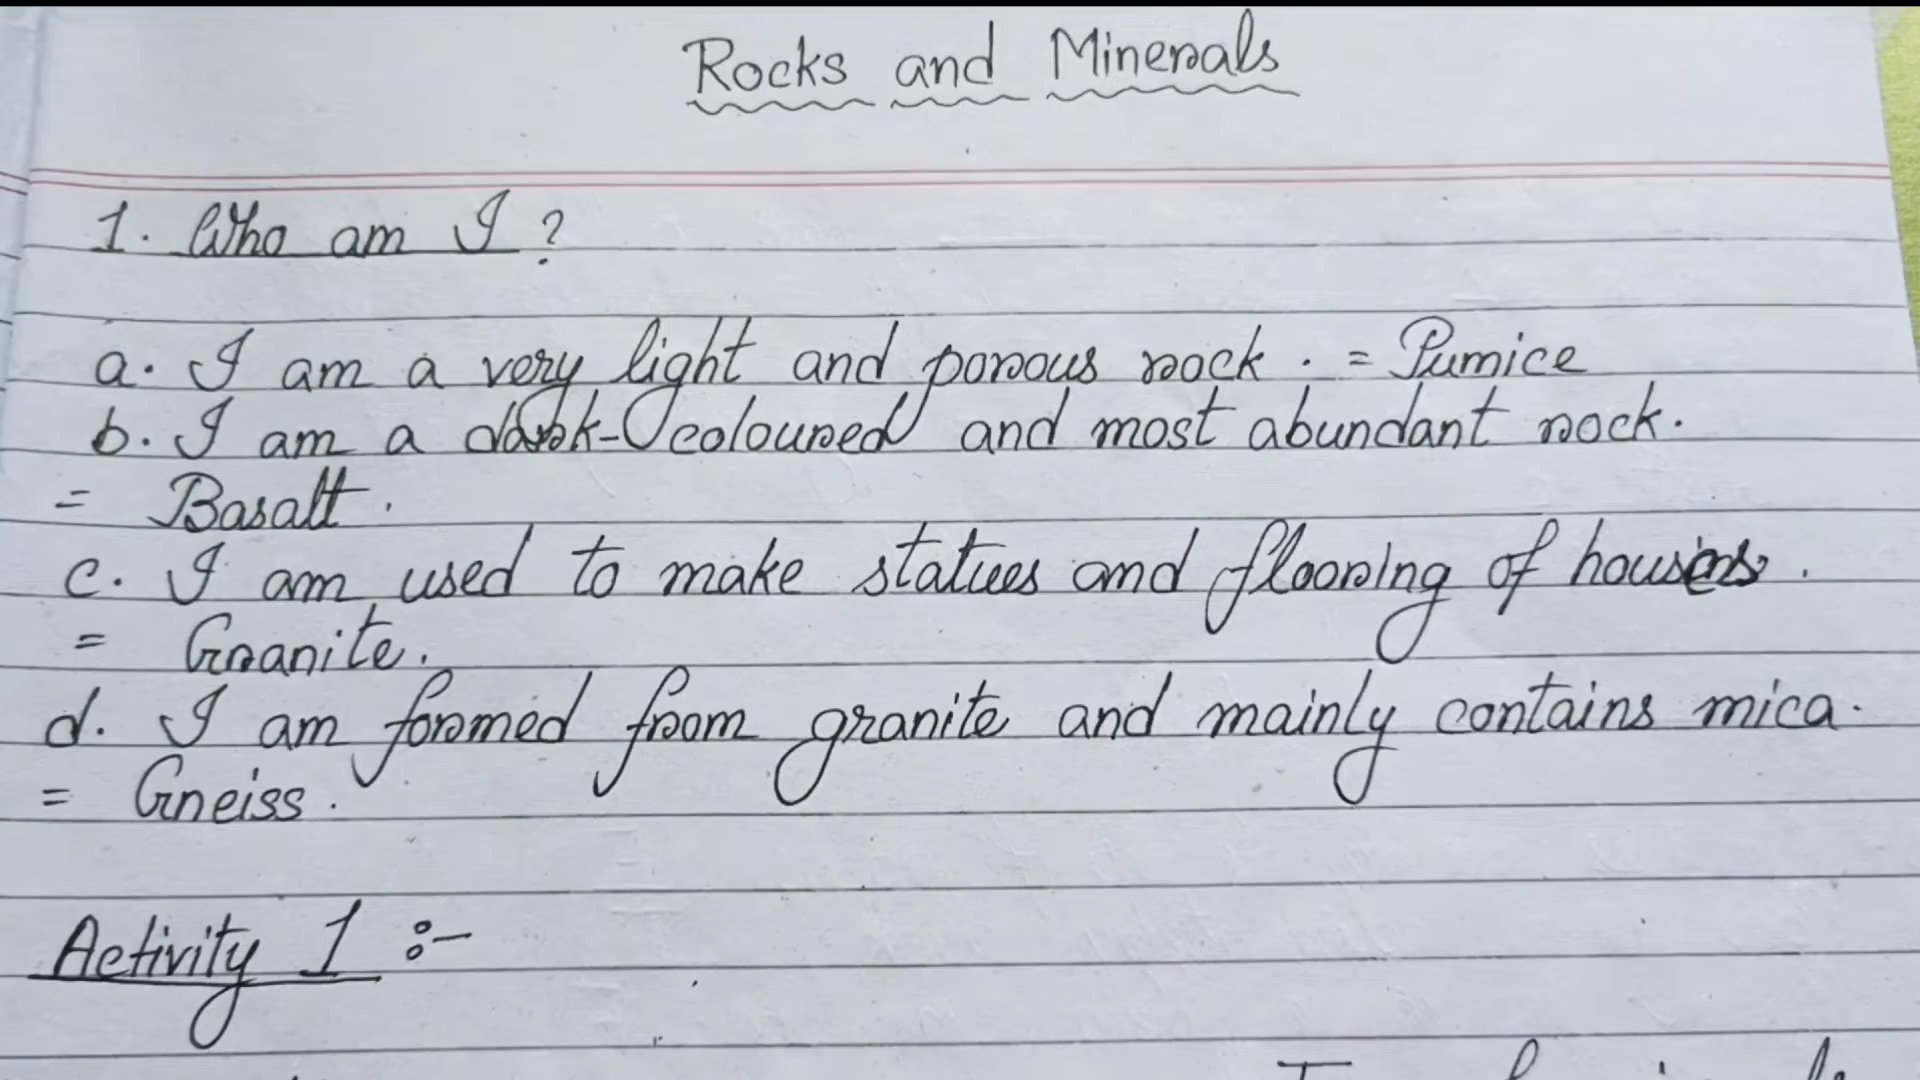 Rocks and Minerals
1. Who am I?
a. I am a very light and porous rock. = Pumice
b. I am a dark-coloured and most abundant rock.
= Basalt.
c. I am used to make statues and flooring of houses.
= Granite.
d. I am formed from granite and mainly contains mica.
= Gneiss.
Activity 1 :-